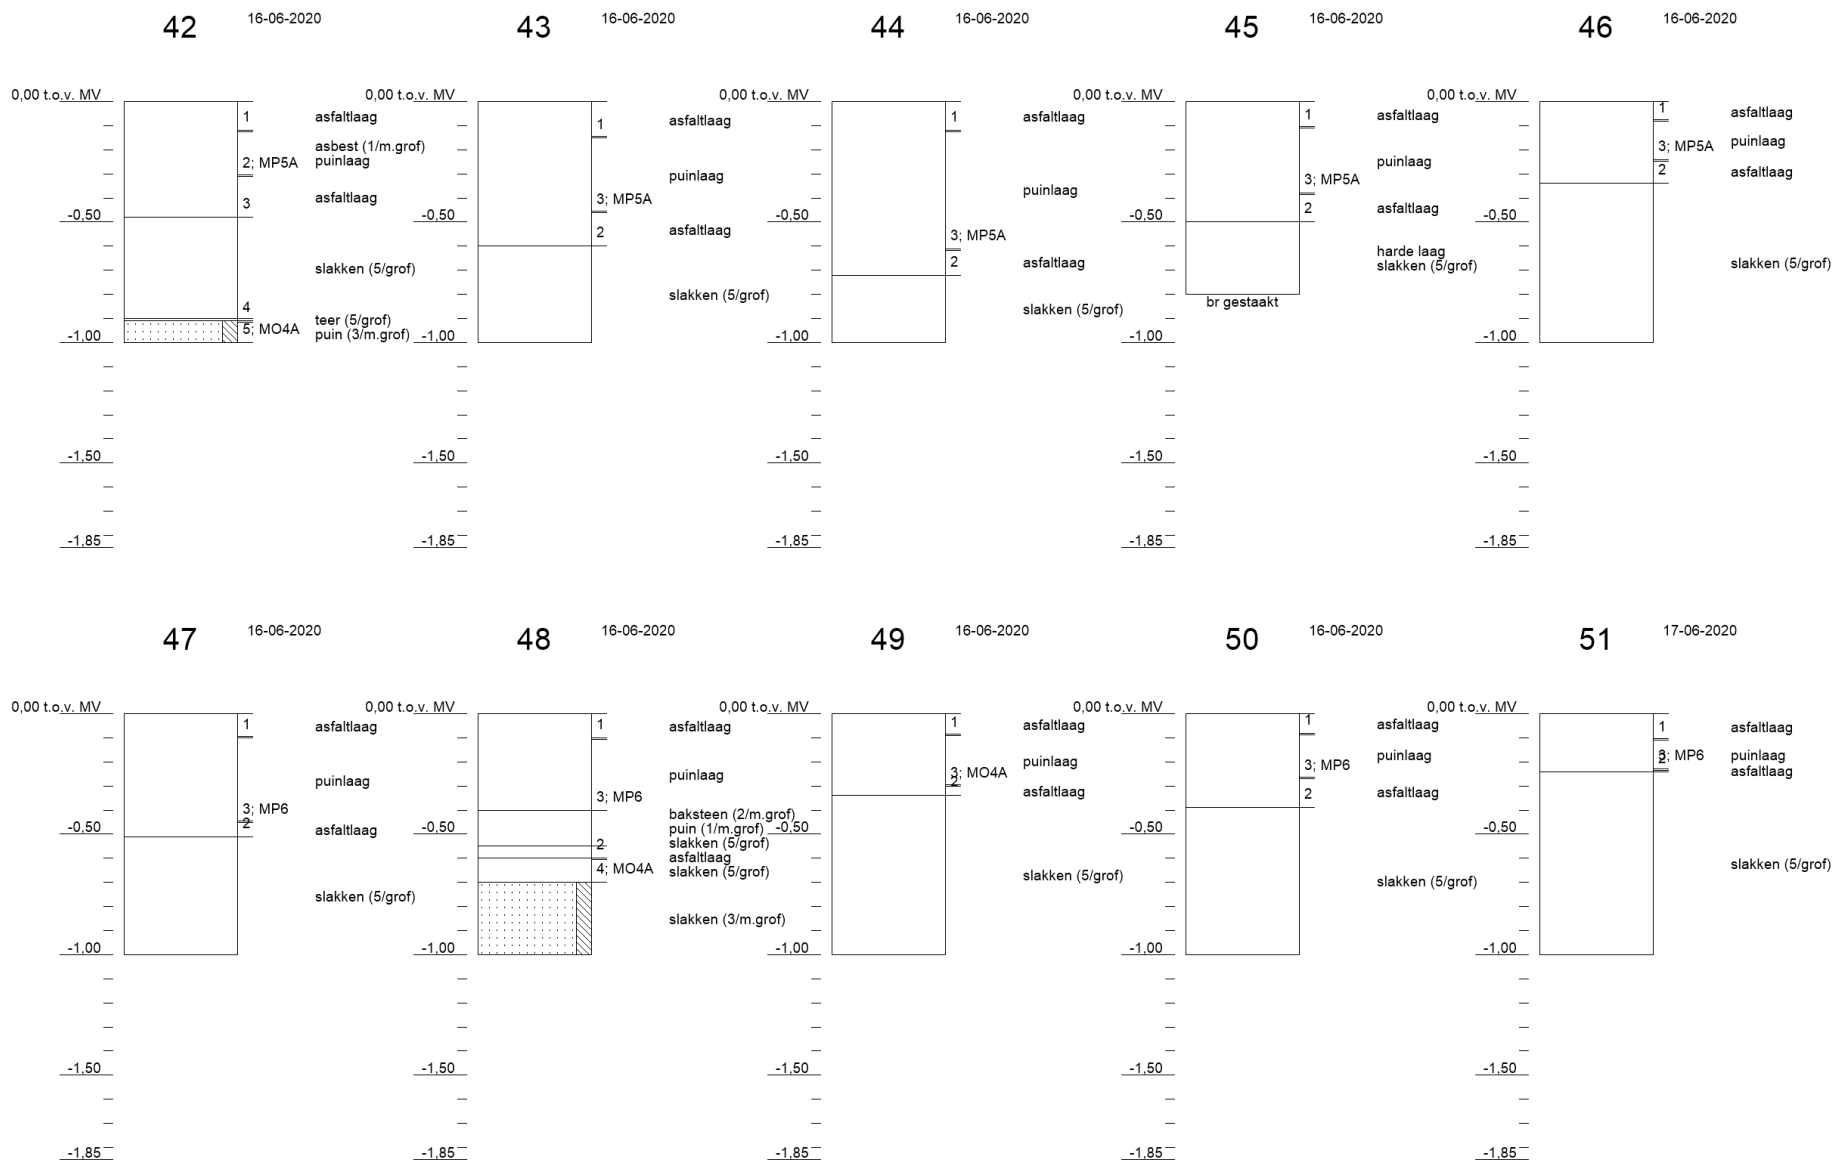 42
16-06-2020
0,00 t.o.v. MV
1
asfaltlaag
asbest (1/m.grof)
2; MP5A
puinlaag
3
asfaltlaag
-0,50
slakken (5/grof)
4
teer (5/grof)
5; MO4A
puin (3/m.grof)
-1,00
-1,50
-1,85
43
16-06-2020
0,00 t.o.v. MV
1
asfaltlaag
puinlaag
3; MP5A
-0,50
2
asfaltlaag
slakken (5/grof)
-1,00
-1,50
-1,85
44
16-06-2020
0,00 t.o.v. MV
1
asfaltlaag
puinlaag
-0,50
3; MP5A
2
asfaltlaag
slakken (5/grof)
-1,00
-1,50
-1,85
45
16-06-2020
0,00 t.o.v. MV
1
asfaltlaag
puinlaag
3; MP5A
2
asfaltlaag
-0,50
harde laag
slakken (5/grof)
br gestaakt
-1,00
-1,50
-1,85
46
16-06-2020
0,00 t.o.v. MV
1
asfaltlaag
puinlaag
3; MP5A
2
asfaltlaag
-0,50
slakken (5/grof)
-1,00
-1,50
-1,85
47
16-06-2020
0,00 t.o.v. MV
1
asfaltlaag
puinlaag
3; MP6
2
asfaltlaag
-0,50
slakken (5/grof)
-1,00
-1,50
-1,85
48
16-06-2020
0,00 t.o.v. MV
1
asfaltlaag
puinlaag
3; MP6
baksteen (2/m.grof)
puin (1/m.grof)
-0,50
slakken (5/grof)
2
asfaltlaag
4; MO4A
slakken (5/grof)
slakken (3/m.grof)
-1,00
-1,50
-1,85
49
16-06-2020
0,00 t.o.v. MV
1
asfaltlaag
puinlaag
3; MO4A
2
asfaltlaag
-0,50
slakken (5/grof)
-1,00
-1,50
-1,85
50
16-06-2020
0,00 t.o.v. MV
1
asfaltlaag
puinlaag
3; MP6
2
asfaltlaag
-0,50
slakken (5/grof)
-1,00
-1,50
-1,85
51
17-06-2020
0,00 t.o.v. MV
1
asfaltlaag
puinlaag
3; MP6
2
asfaltlaag
-0,50
slakken (5/grof)
-1,00
-1,50
-1,85